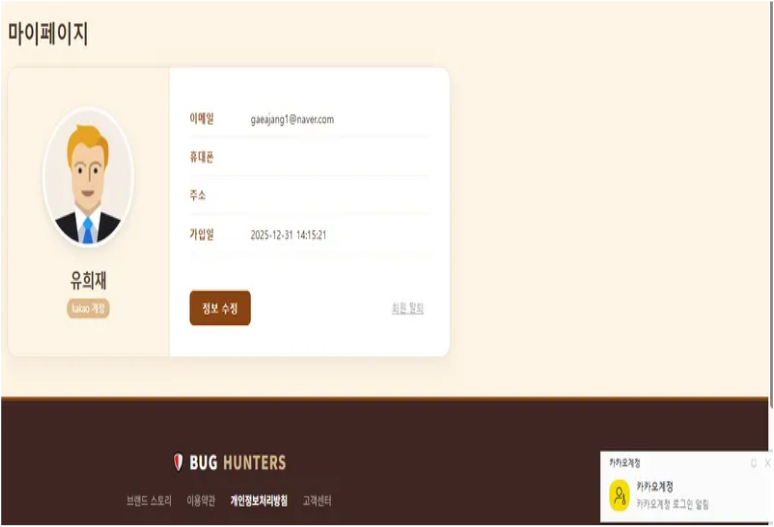 마이페이지
이메일 gaeajang1@naver.com
휴대폰
주소
가입일 2025-12-31 14:15:21
유희재
kakao 계정
정보 수정 회원 탈퇴
BUG HUNTERS
브랜드 스토리 이용약관 개인정보처리방침 고객센터
카카오계정
카카오계정
카카오계정 로그인 알림